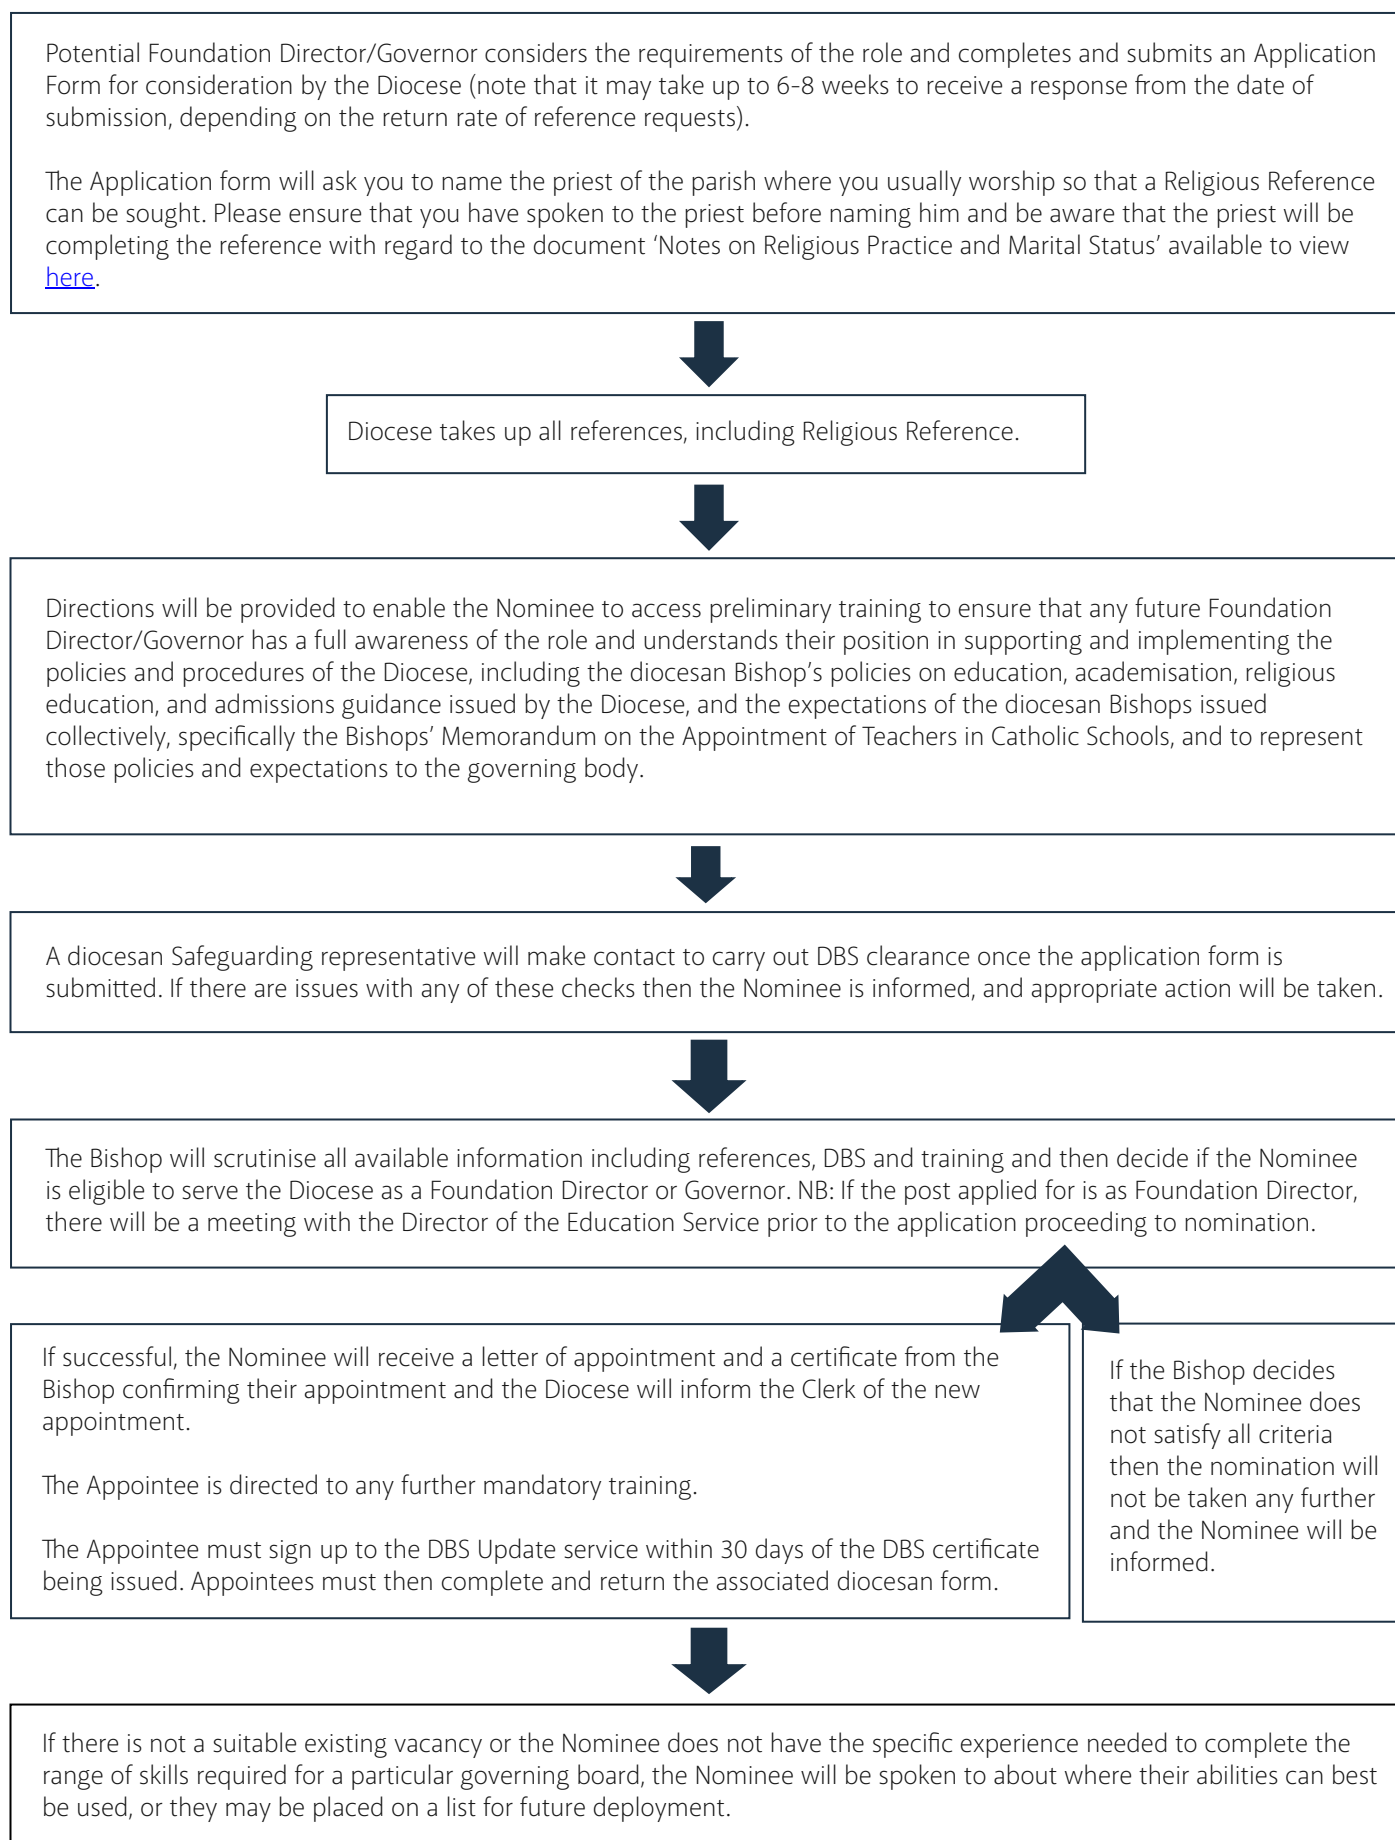 Potential Foundation Director/Governor considers the requirements of the role and completes and submits an Application
Form for consideration by the Diocese (note that it may take up to 6-8 weeks to receive a response from the date of
submission, depending on the return rate of reference requests).
The Application form will ask you to name the priest of the parish where you usually worship so that a Religious Reference
can be sought. Please ensure that you have spoken to the priest before naming him and be aware that the priest will be
completing the reference with regard to the document ‘Notes on Religious Practice and Marital Status’ available to view
here.
Diocese takes up all references, including Religious Reference.
Directions will be provided to enable the Nominee to access preliminary training to ensure that any future Foundation
Director/Governor has a full awareness of the role and understands their position in supporting and implementing the
policies and procedures of the Diocese, including the diocesan Bishop’s policies on education, academisation, religious
education, and admissions guidance issued by the Diocese, and the expectations of the diocesan Bishops issued
collectively, specifically the Bishops’ Memorandum on the Appointment of Teachers in Catholic Schools, and to represent
those policies and expectations to the governing body.
A diocesan Safeguarding representative will make contact to carry out DBS clearance once the application form is
submitted. If there are issues with any of these checks then the Nominee is informed, and appropriate action will be taken.
The Bishop will scrutinise all available information including references, DBS and training and then decide if the Nominee
is eligible to serve the Diocese as a Foundation Director or Governor. NB: If the post applied for is as Foundation Director,
there will be a meeting with the Director of the Education Service prior to the application proceeding to nomination.
If successful, the Nominee will receive a letter of appointment and a certificate from the
Bishop confirming their appointment and the Diocese will inform the Clerk of the new
appointment.
The Appointee is directed to any further mandatory training.
The Appointee must sign up to the DBS Update service within 30 days of the DBS certificate
being issued. Appointees must then complete and return the associated diocesan form.
If the Bishop decides
that the Nominee does
not satisfy all criteria
then the nomination will
not be taken any further
and the Nominee will be
informed.
If there is not a suitable existing vacancy or the Nominee does not have the specific experience needed to complete the
range of skills required for a particular governing board, the Nominee will be spoken to about where their abilities can best
be used, or they may be placed on a list for future deployment.